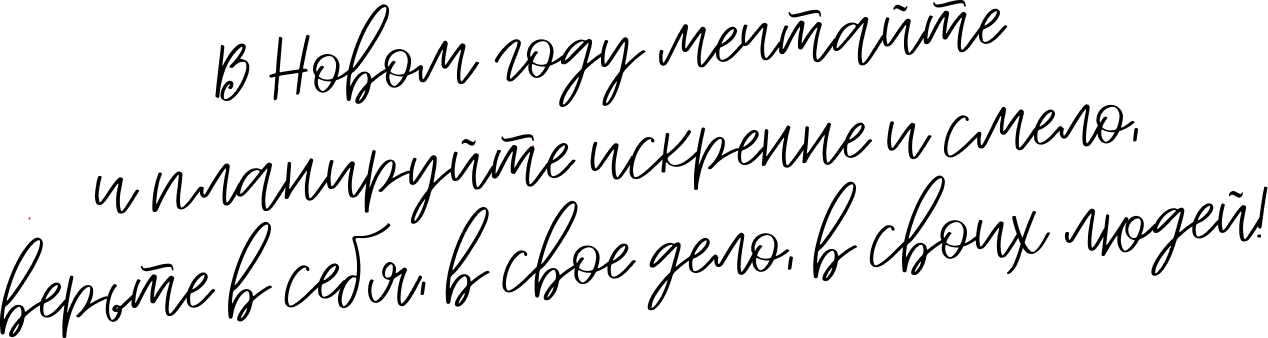 В Новом году мечтайте
и планируйте искренне и смело,
верьте в себя, в свое дело, в своих людей!